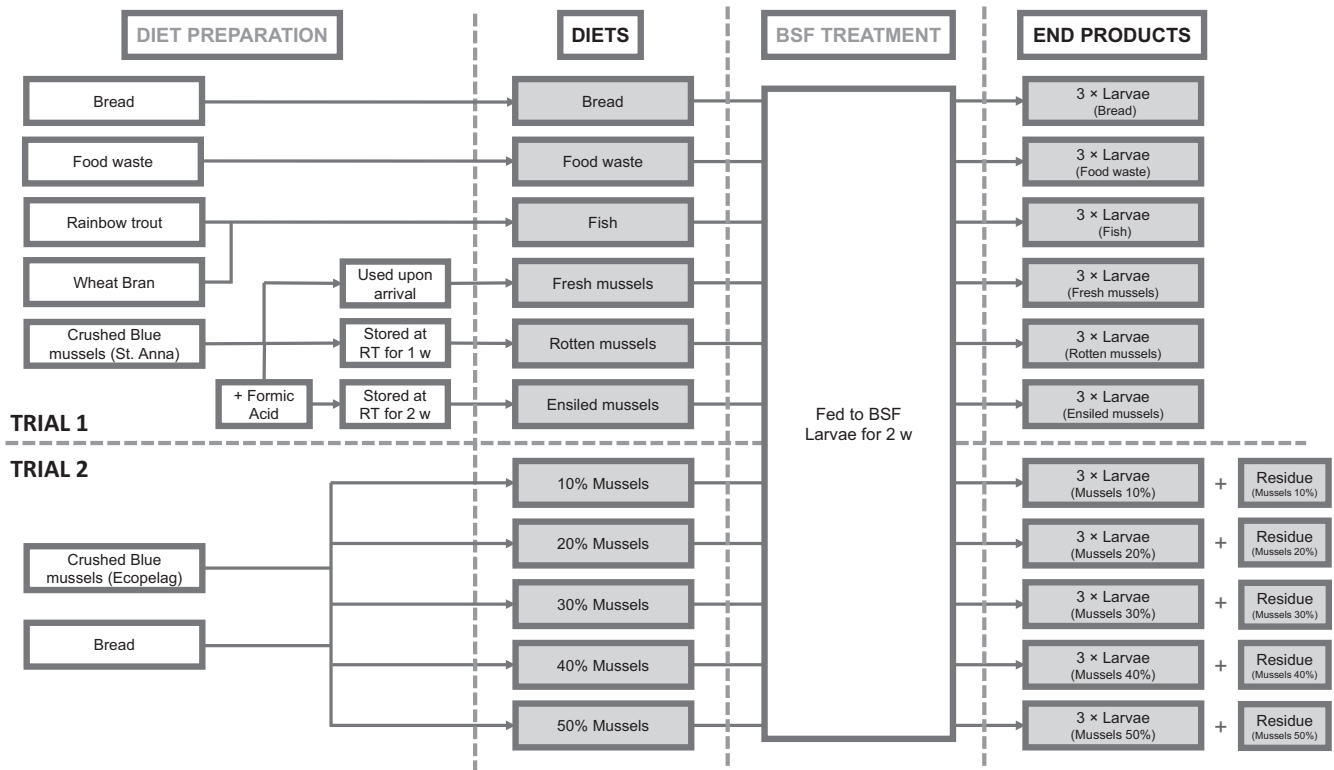 DIET PREPARATION
DIETS
BSF TREATMENT
END PRODUCTS
Bread
Bread
3 × Larvae
(Bread)
Food waste
Food waste
3 × Larvae
(Food waste)
Rainbow trout
Fish
3 × Larvae
(Fish)
Wheat Bran
Used upon
arrival
Fresh mussels
3 × Larvae
(Fresh mussels)
Crushed Blue
mussels (St. Anna)
Stored at
RT for 1 w
Rotten mussels
3 × Larvae
(Rotten mussels)
+ Formic
Acid
Stored at
RT for 2 w
Ensiled mussels
3 × Larvae
(Ensiled mussels)
Fed to BSF
Larvae for 2 w
TRIAL 1
TRIAL 2
10% Mussels
3 × Larvae
(Mussels 10%)
+
Residue
(Mussels 10%)
Crushed Blue
mussels (Ecopelag)
20% Mussels
3 × Larvae
(Mussels 20%)
+
Residue
(Mussels 20%)
30% Mussels
3 × Larvae
(Mussels 30%)
+
Residue
(Mussels 30%)
Bread
40% Mussels
3 × Larvae
(Mussels 40%)
+
Residue
(Mussels 40%)
50% Mussels
3 × Larvae
(Mussels 50%)
+
Residue
(Mussels 50%)